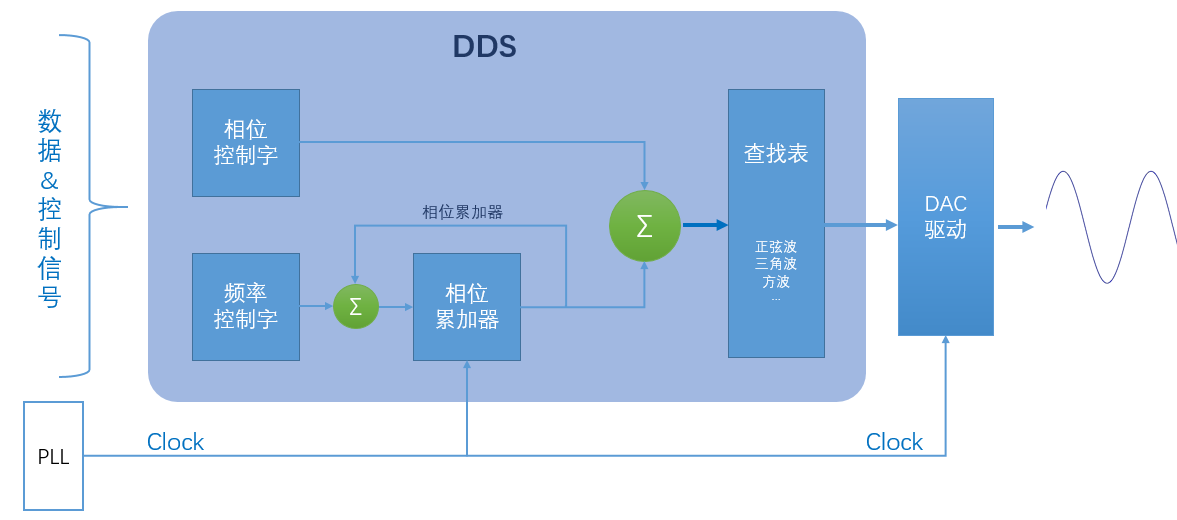 DDS
数据&控制信号
相位
控制字
查找表
正弦波
三角波
方波
...
DAC
驱动
Σ
相位累加器
频率
控制字
Σ
相位
累加器
PLL
Clock
Clock